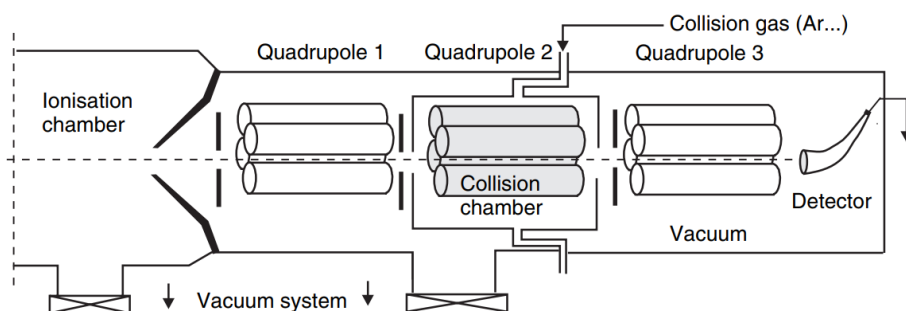 Collision gas (Ar...)
Quadrupole 1
Quadrupole 2
Quadrupole 3
Ionisation
chamber
Collision
chamber
Detector
Vacuum
Vacuum system